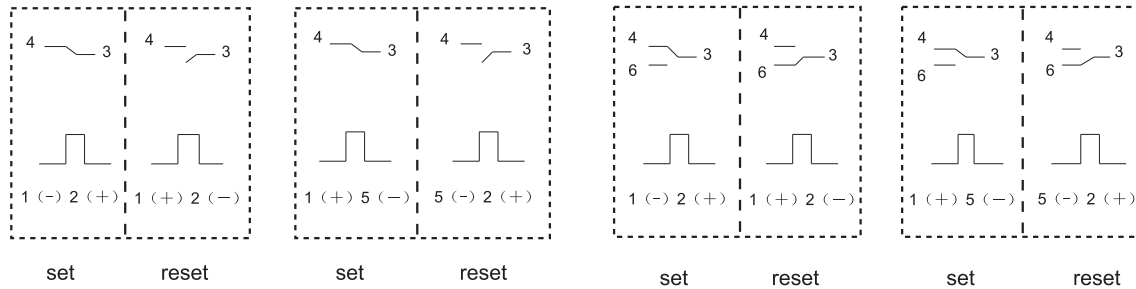 4 3 4 3
1（-）2（+） 1（+）2（—）
set reset
4 3 4 3
1（+）5（—） 5（-）2（+）
set reset
4 3 4 3
6 6
1（-）2（+） 1（+）2（—）
set reset
4 3 4 3
6 6
1（+）5（—） 5（-）2（+）
set reset